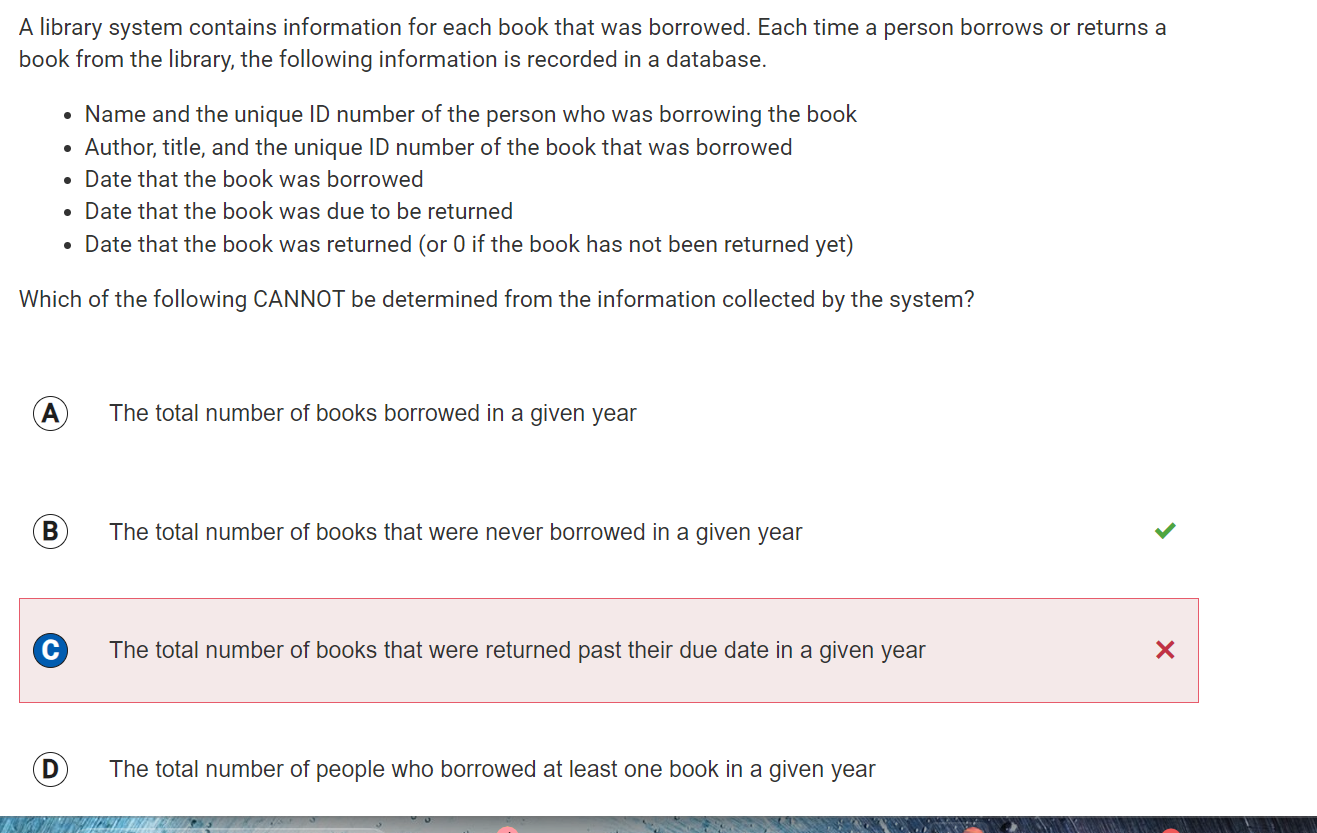 A library system contains information for each book that was borrowed. Each time a person borrows or returns a
book from the library, the following information is recorded in a database.
• Name and the unique ID number of the person who was borrowing the book
• Author, title, and the unique ID number of the book that was borrowed
• Date that the book was borrowed
• Date that the book was due to be returned
• Date that the book was returned (or 0 if the book has not been returned yet)
Which of the following CANNOT be determined from the information collected by the system?
A The total number of books borrowed in a given year
B The total number of books that were never borrowed in a given year
C The total number of books that were returned past their due date in a given year
D The total number of people who borrowed at least one book in a given year